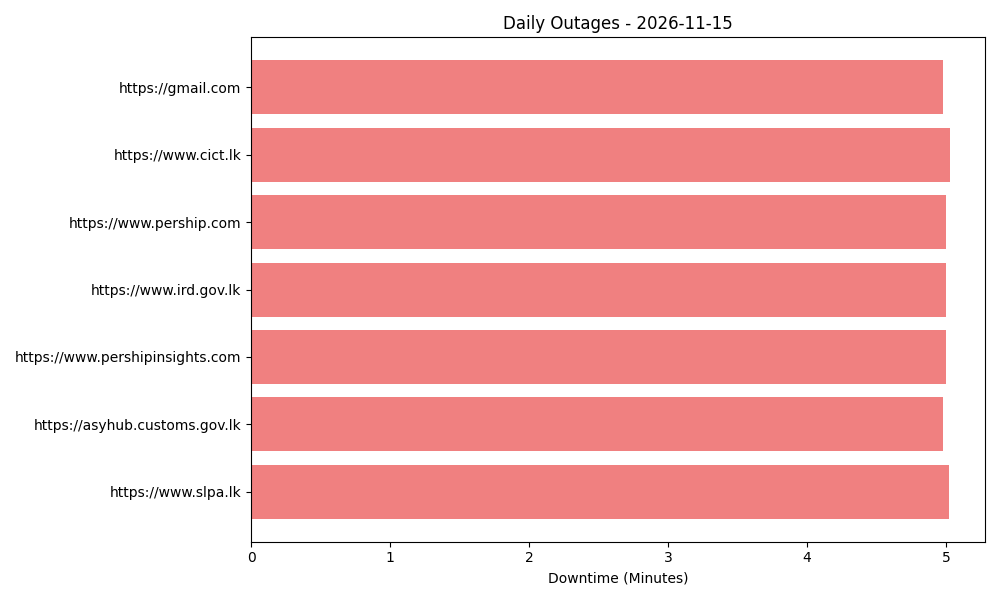 Daily Outages - 2026-11-15
https://gmail.com
https://www.cict.lk
https://www.pership.com
https://www.ird.gov.lk
https://www.pershipinsights.com
https://asyhub.customs.gov.lk
https://www.slpa.lk
0 1 2 3 4 5
Downtime (Minutes)